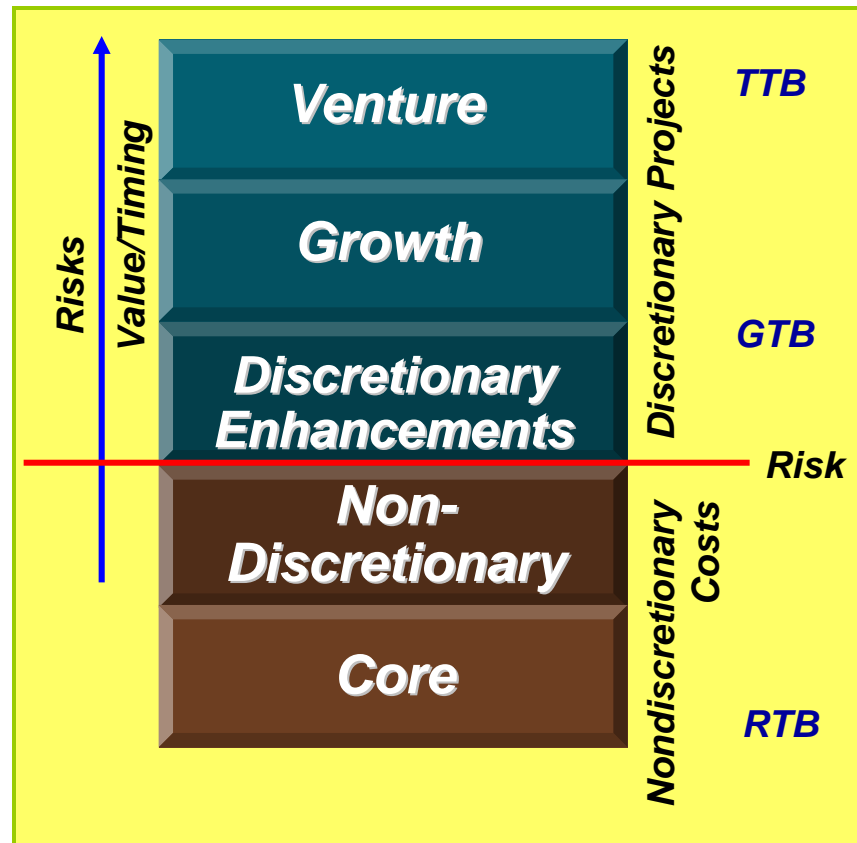 Risks
Value/Timing
Venture
Growth
Discretionary
Enhancements
Non-
Discretionary
Core
Discretionary Projects
Nondiscretionary
Costs
TTB
GTB
Risk
RTB